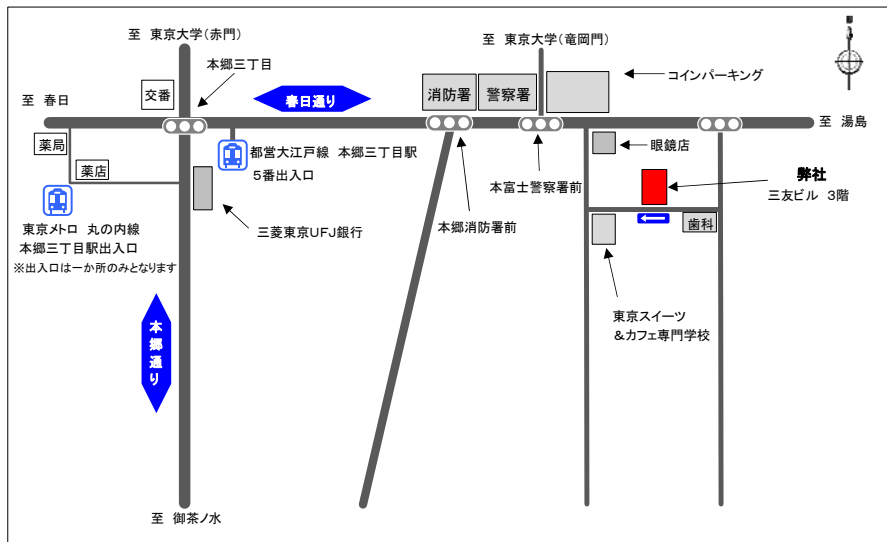 至 東京大学(赤門)
至 東京大学(竜岡門)
本郷三丁目
コインパーキング
交番
春日通り
消防署
警察署
至 春日
至 湯島
薬局
薬店
都営大江戸線 本郷三丁目駅
5番出入口
眼鏡店
弊社
三友ビル 3階
本富士警察署前
本郷消防署前
歯科
東京メトロ 丸の内線
本郷三丁目駅出入口
※出入口は一か所のみとなります
三菱東京UFJ銀行
東京スイーツ
&カフェ専門学校
本郷通り
至 御茶ノ水